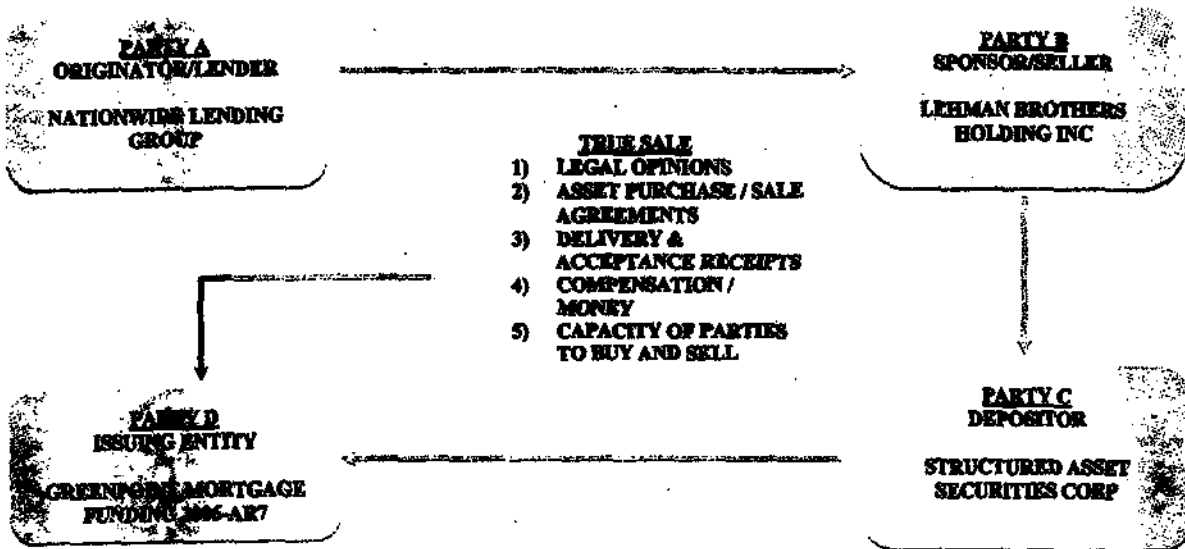 PARTY A
ORIGINATOR/LENDER
NATIONWIDE LENDING
GROUP
PARTY B
SPONSOR/SELLER
LEHMAN BROTHERS
HOLDING INC
TRUE SALE
1) LEGAL OPINIONS
2) ASSET PURCHASE / SALE
AGREEMENTS
3) DELIVERY &
ACCEPTANCE RECEIPTS
4) COMPENSATION /
MONEY
5) CAPACITY OF PARTIES
TO BUY AND SELL
PARTY D
ISSUING ENTITY
GREENPOINT MORTGAGE
FUNDING 2006-AR7
PARTY C
DEPOSITOR
STRUCTURED ASSET
SECURITIES CORP